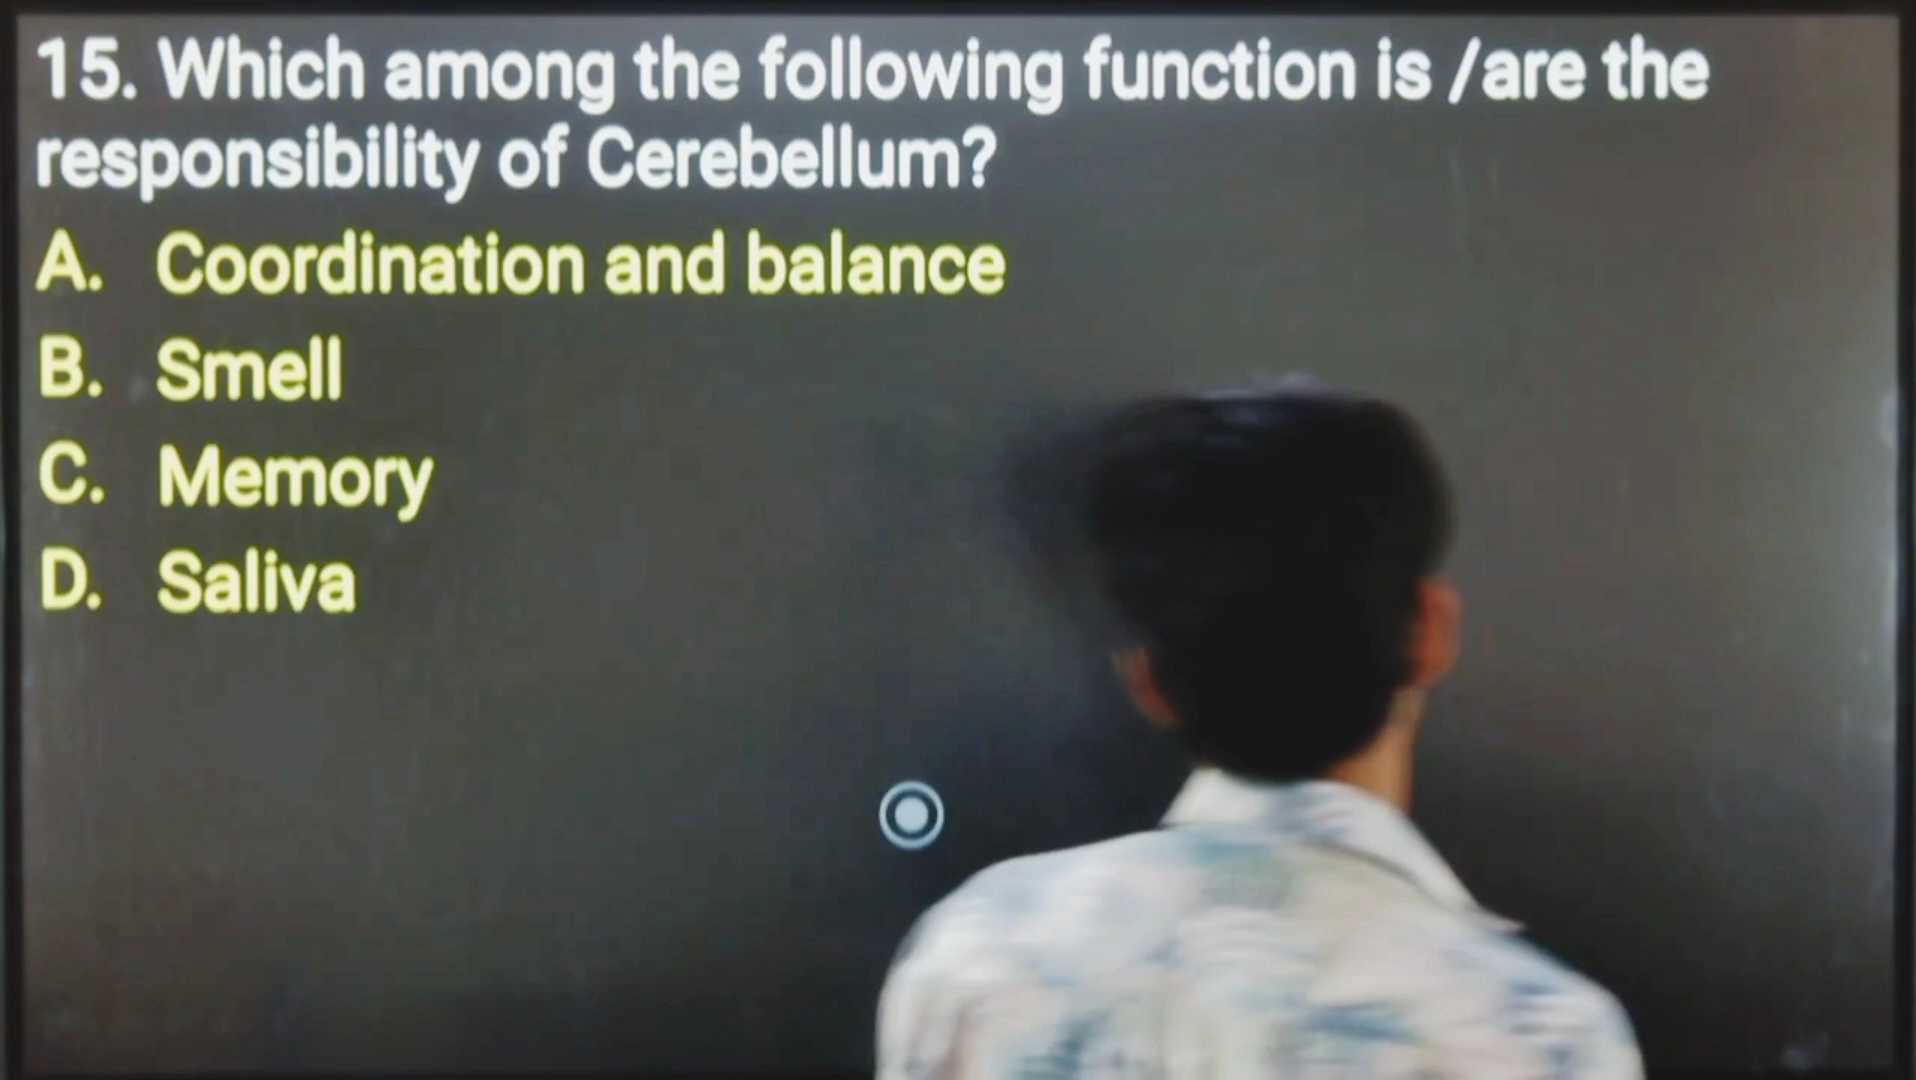 15. Which among the following function is /are the
responsibility of Cerebellum?
A. Coordination and balance
B. Smell
C. Memory
D. Saliva